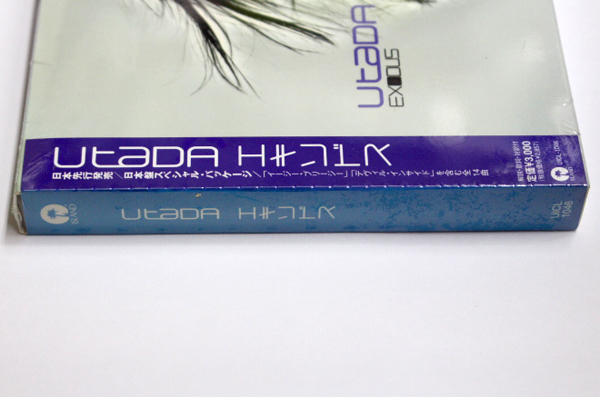 utada
EXODUS
utada エキソドス
日本先行発売／日本盤スペシャル・パッケージ／「イージー・ブリージー」「デヴィル・インサイド」を含む全14曲
定価¥3,000
UICL-1046
ISLAND
utada エキソドス
UICL
1046